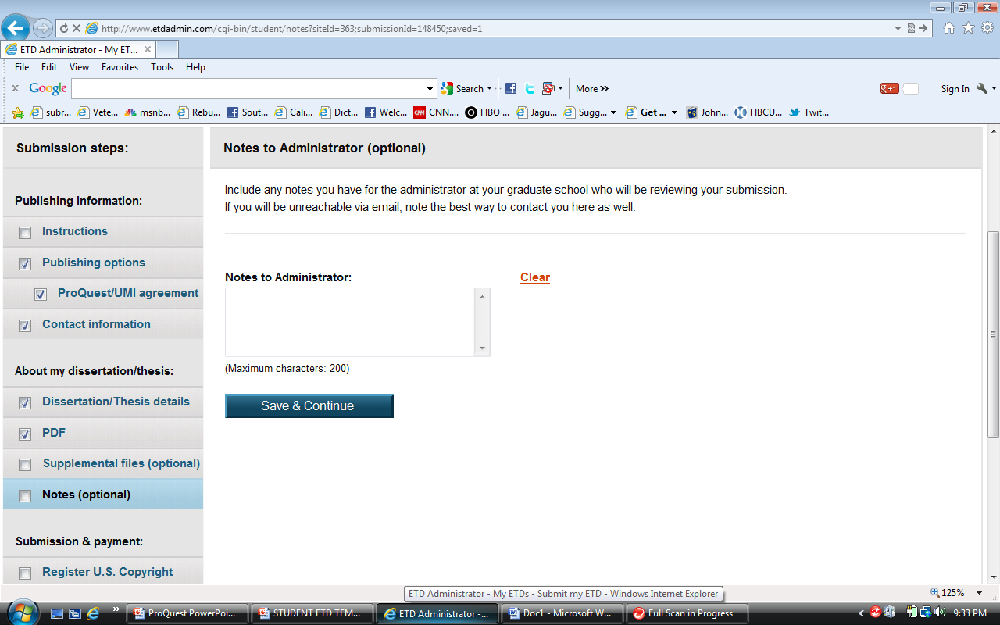 http://www.etdadmin.com/cgi-bin/student/notes?siteId=363;submissionId=148450;saved=1
ETD Administrator - My ET...
File Edit View Favorites Tools Help
Google Search More >> +1 Sign In
subr... Vete... msnb... Rebu... Sout... Cali... Dict... Welc... CNN CNN.... HBO ... Jagu... Sugg... Get ... John... HBCU... Twit...
Submission steps:
Publishing information:
Instructions
Publishing options
ProQuest/UMI agreement
Contact information
About my dissertation/thesis:
Dissertation/Thesis details
PDF
Supplemental files (optional)
Notes (optional)
Submission & payment:
Register U.S. Copyright
Notes to Administrator (optional)
Include any notes you have for the administrator at your graduate school who will be reviewing your submission.
If you will be unreachable via email, note the best way to contact you here as well.
Notes to Administrator: Clear
(Maximum characters: 200)
Save & Continue
125%
ETD Administrator - My ETDs - Submit my ETD - Windows Internet Explorer
ProQuest PowerPoi... STUDENT ETD TEM... ETD Administrator -... Doc1 - Microsoft W... Full Scan in Progress 9:33 PM